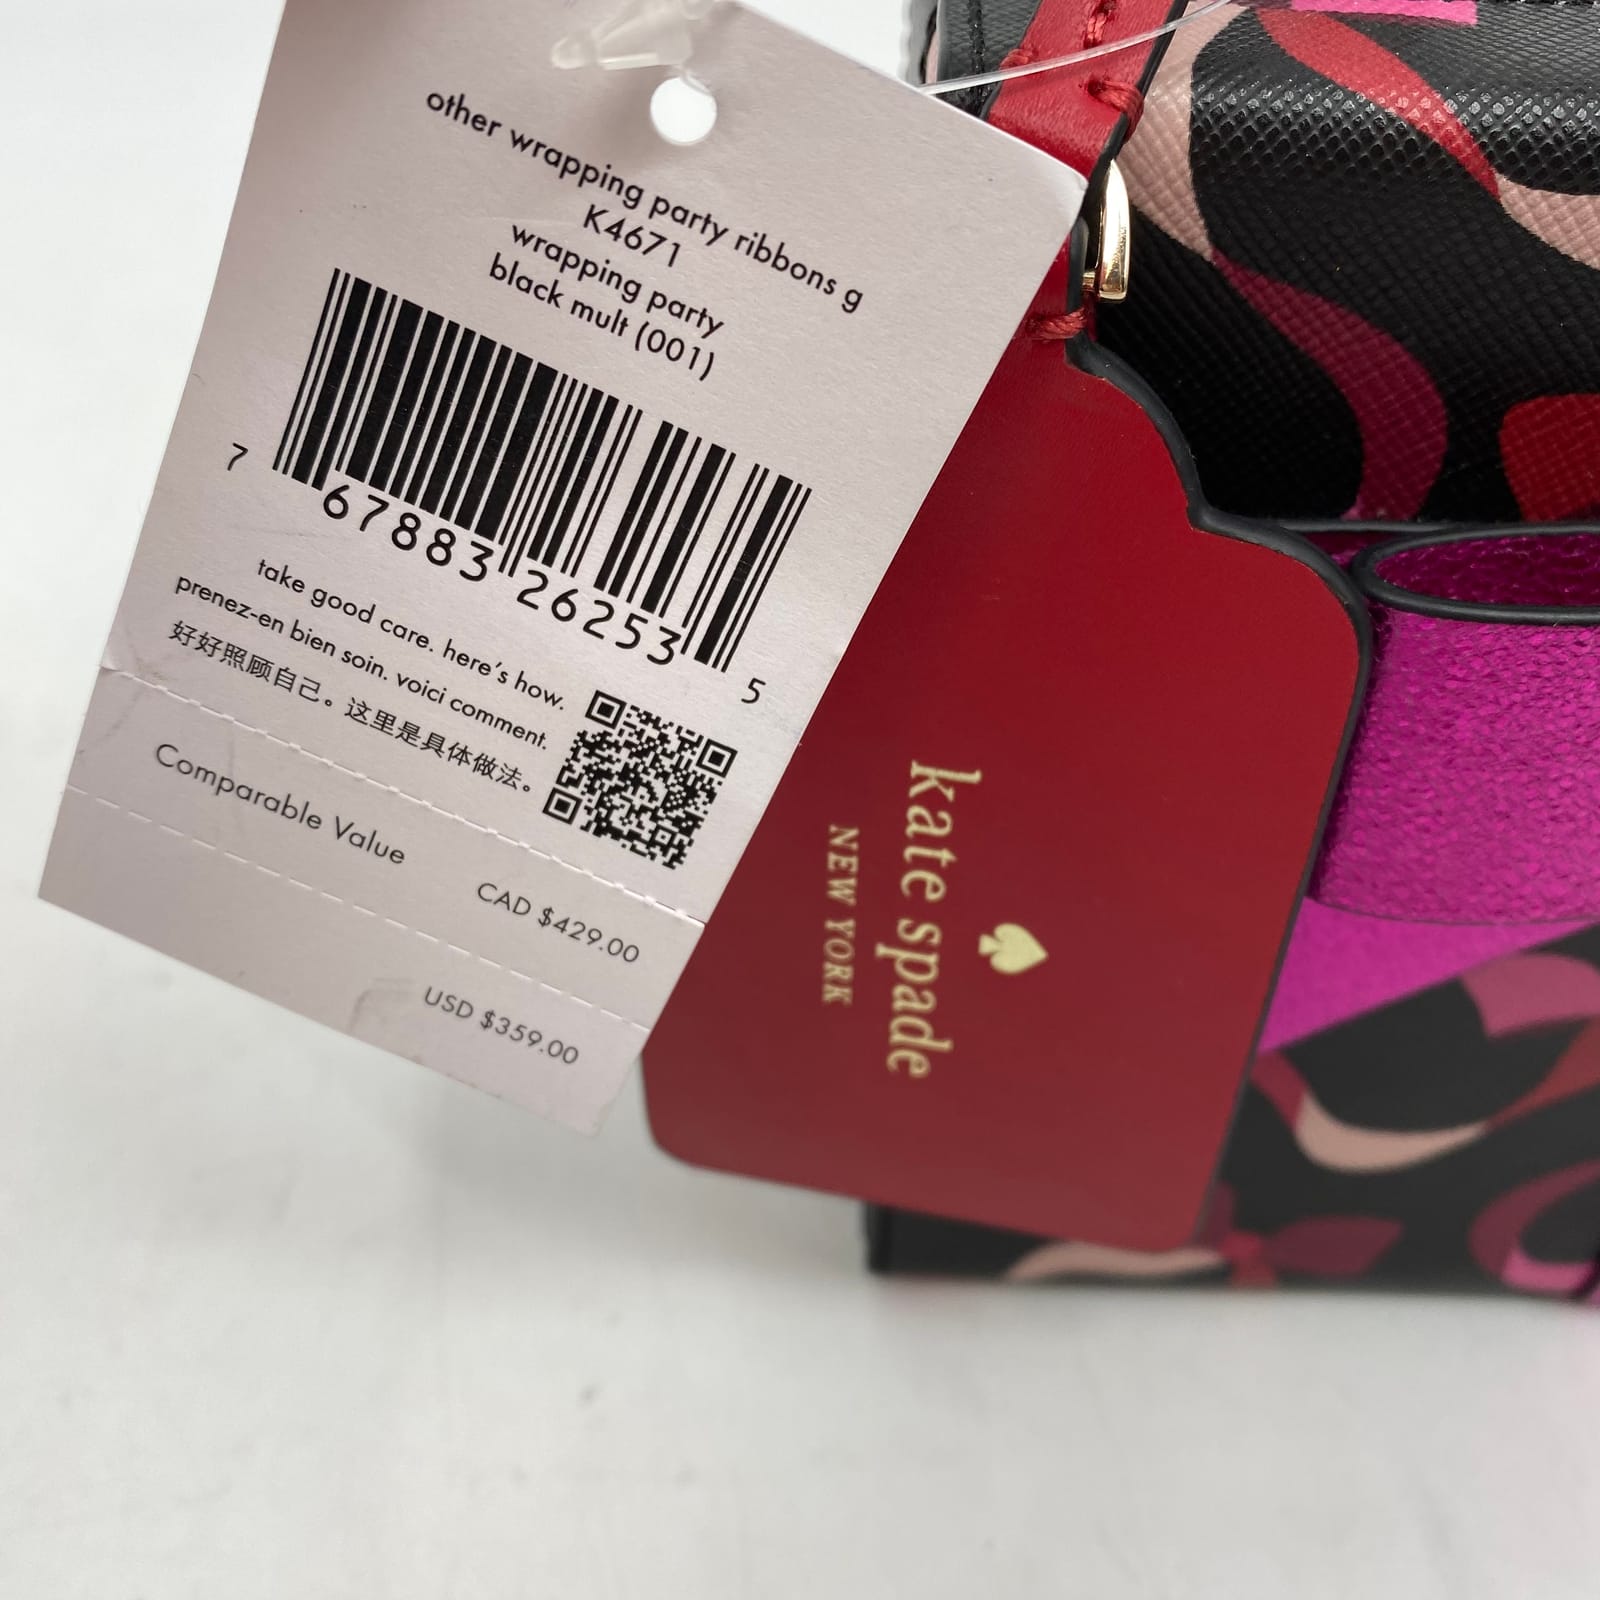 other wrapping party ribbons g
K4671
wrapping party
black mult (001)
7 67883 26253 5
take good care. here's how.
prenez-en bien soin. voici comment.
好好照顾自己。这里是具体做法。
Comparable Value
CAD $429.00
USD $359.00
kate spade
NEW YORK